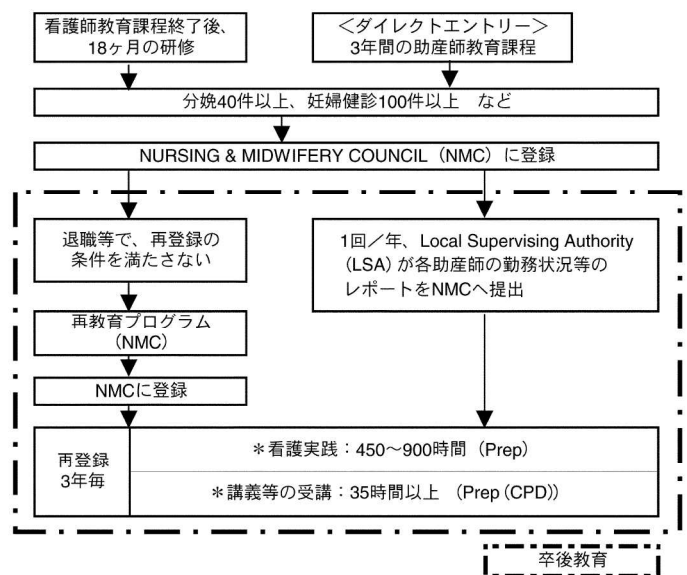 看護師教育課程終了後、
18ヶ月の研修
＜ダイレクトエントリー＞
3年間の助産師教育課程
分娩40件以上、妊婦健診100件以上　など
NURSING & MIDWIFERY COUNCIL（NMC）に登録
退職等で、再登録の
条件を満たさない
1回／年、Local Supervising Authority
(LSA）が各助産師の勤務状況等の
レポートをNMCへ提出
再教育プログラム
（NMC）
NMCに登録
再登録
3年毎
＊看護実践：450～900時間（Prep）
＊講義等の受講：35時間以上　（Prep（CPD））
卒後教育